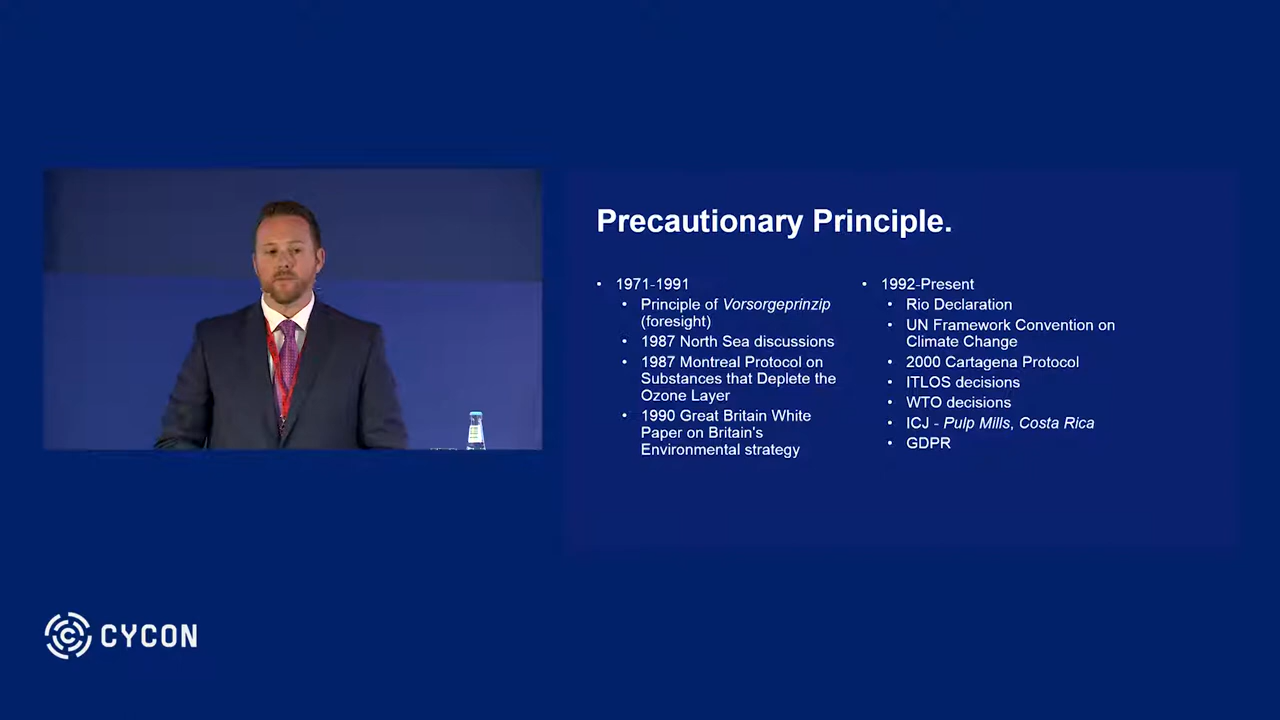 Precautionary Principle.
• 1971-1991
• Principle of Vorsorgeprinzip
(foresight)
• 1987 North Sea discussions
• 1987 Montreal Protocol on
Substances that Deplete the
Ozone Layer
• 1990 Great Britain White
Paper on Britain's
Environmental strategy
• 1992-Present
• Rio Declaration
• UN Framework Convention on
Climate Change
• 2000 Cartagena Protocol
• ITLOS decisions
• WTO decisions
• ICJ - Pulp Mills, Costa Rica
• GDPR
CYCON